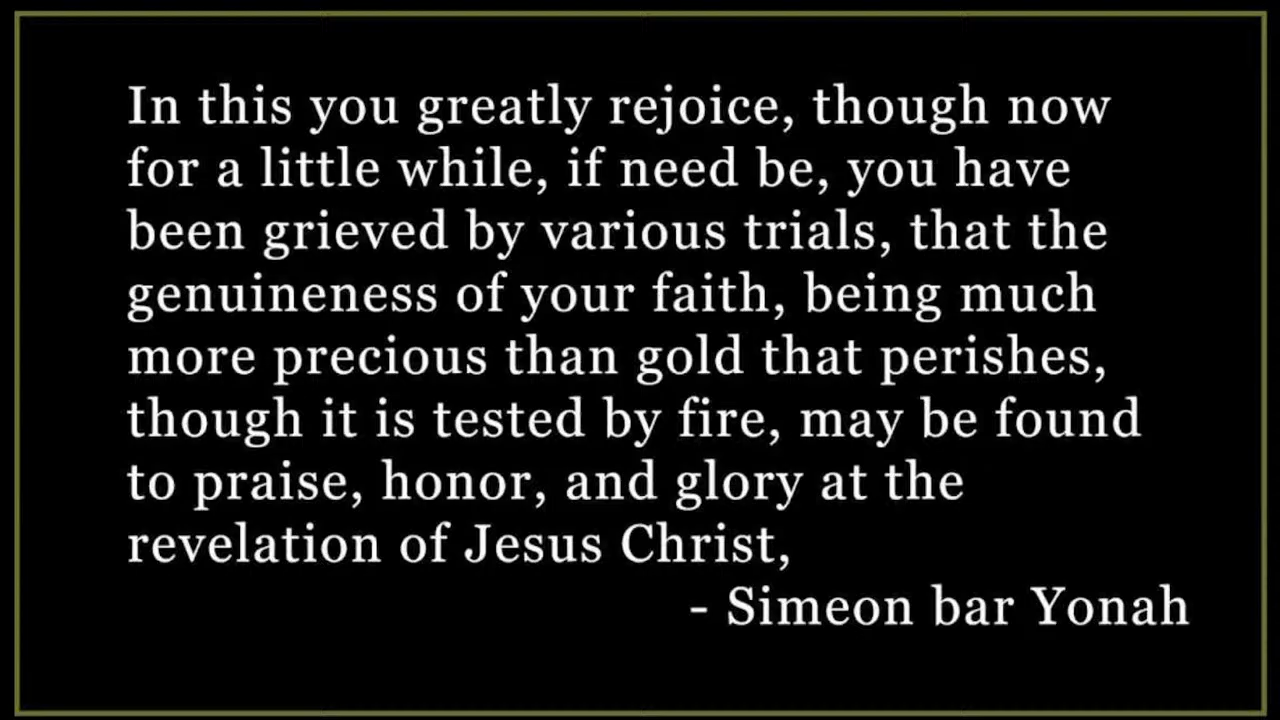 In this you greatly rejoice, though now
for a little while, if need be, you have
been grieved by various trials, that the
genuineness of your faith, being much
more precious than gold that perishes,
though it is tested by fire, may be found
to praise, honor, and glory at the
revelation of Jesus Christ,
- Simeon bar Yonah